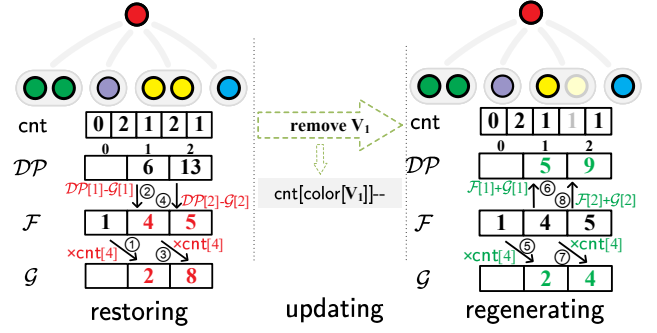 cnt 0 2 1 2 1
0 1 2
DP 6 13
DP[1]-G[1] ② ④ DP[2]-G[2]
F 1 4 5
×cnt[4] ① ③ ×cnt[4]
G 2 8
restoring
remove V₁
cnt[color[V₁]]--
updating
cnt 0 2 1 1 1
0 1 2
DP 5 9
F[1]+G[1] ⑥ ⑧ F[2]+G[2]
F 1 4 5
×cnt[4] ⑤ ⑦ ×cnt[4]
G 2 4
regenerating